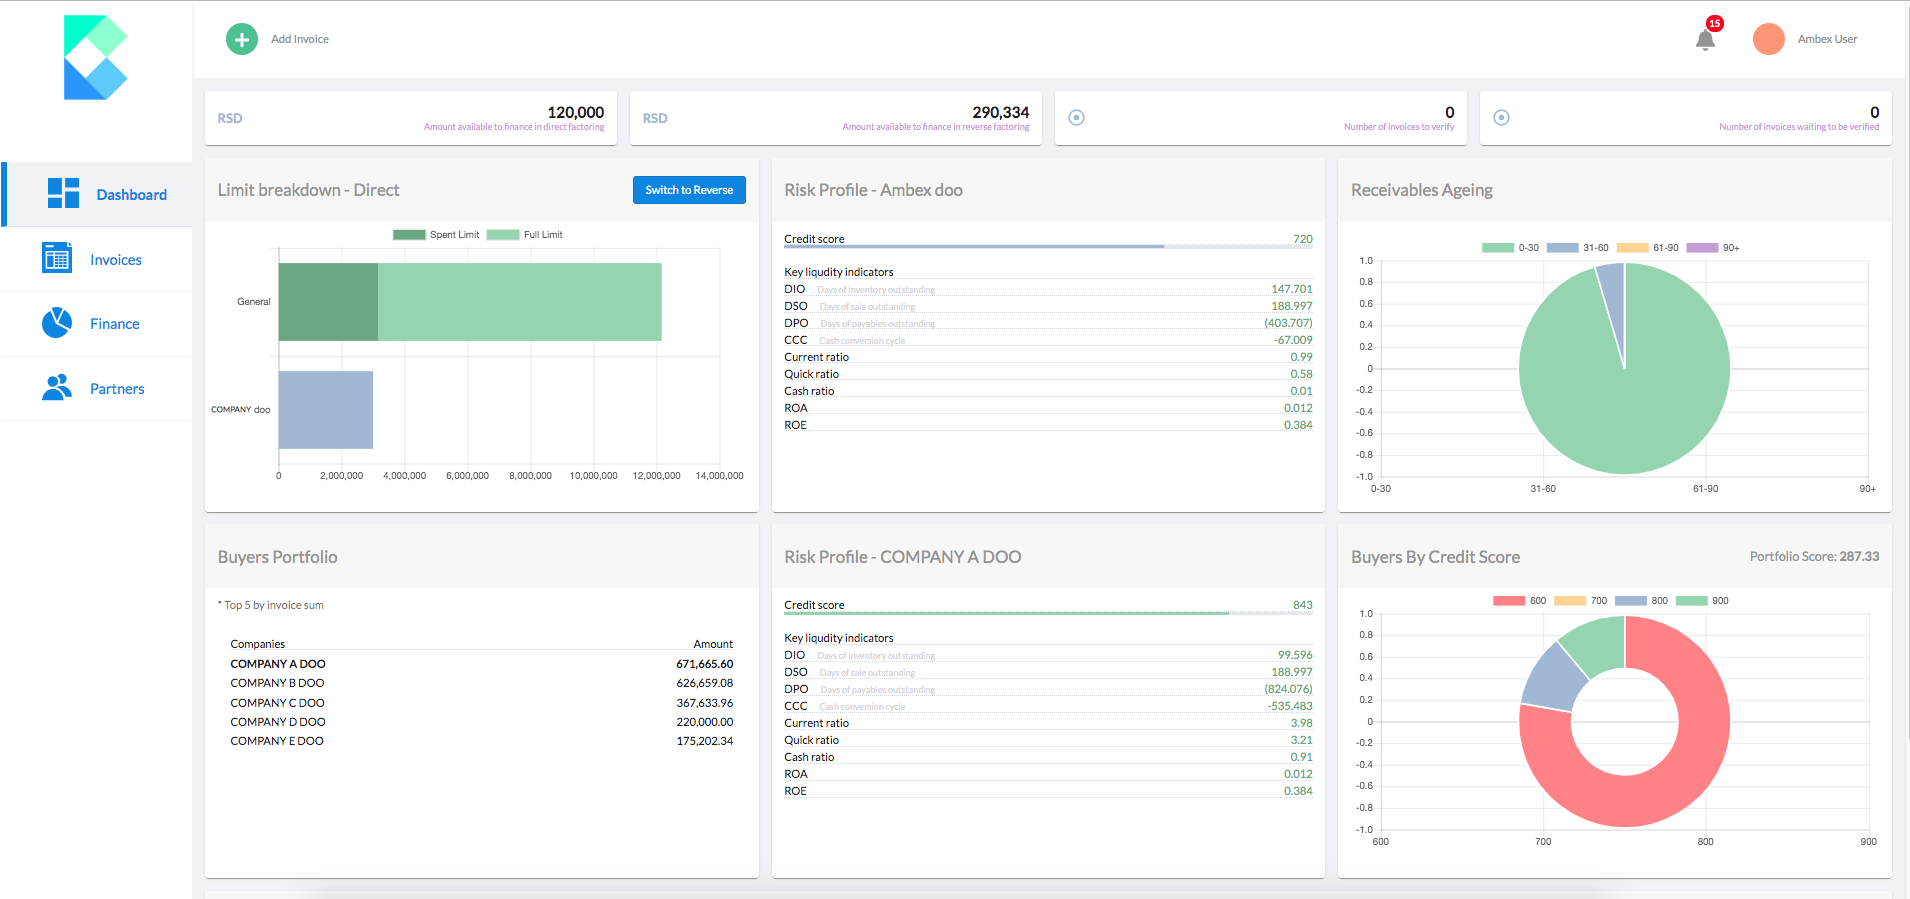 Add Invoice
15
Ambex User
RSD
120,000
Amount available to finance in direct factoring
RSD
290,334
Amount available to finance in reverse factoring
0
Number of invoices to verify
0
Number of invoices waiting to be verified
Dashboard
Invoices
Finance
Partners
Limit breakdown - Direct
Switch to Reverse
Spent Limit Full Limit
General
COMPANY doo
0 2,000,000 4,000,000 6,000,000 8,000,000 10,000,000 12,000,000 14,000,000
Risk Profile - Ambex doo
Credit score 720
Key liqudity indicators
DIO Days of inventory outstanding 147.701
DSO Days of sale outstanding 188.997
DPO Days of payables outstanding (403.707)
CCC Cash conversion cycle -67.009
Current ratio 0.99
Quick ratio 0.58
Cash ratio 0.01
ROA 0.012
ROE 0.384
Receivables Ageing
0-30 31-60 61-90 90+
1.0
0.8
0.6
0.4
0.2
0
-0.2
-0.4
-0.6
-0.8
-1.0
0-30 31-60 61-90 90+
Buyers Portfolio
* Top 5 by invoice sum
Companies Amount
COMPANY A DOO 671,665.60
COMPANY B DOO 626,659.08
COMPANY C DOO 367,633.96
COMPANY D DOO 220,000.00
COMPANY E DOO 175,202.34
Risk Profile - COMPANY A DOO
Credit score 843
Key liqudity indicators
DIO Days of inventory outstanding 99.596
DSO Days of sale outstanding 188.997
DPO Days of payables outstanding (824.076)
CCC Cash conversion cycle -535.483
Current ratio 3.98
Quick ratio 3.21
Cash ratio 0.91
ROA 0.012
ROE 0.384
Buyers By Credit Score
Portfolio Score: 287.33
600 700 800 900
1.0
0.8
0.6
0.4
0.2
0
-0.2
-0.4
-0.6
-0.8
-1.0
600 700 800 900